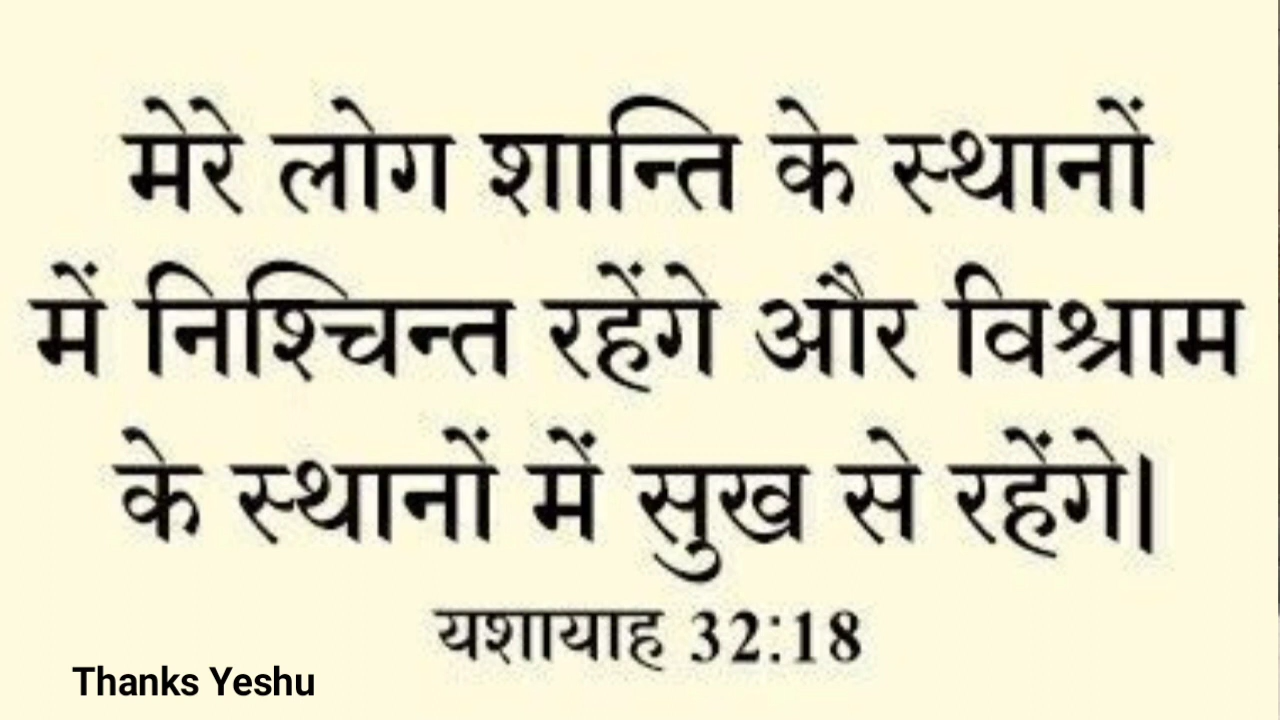 मेरे लोग शान्ति के स्थानों
में निश्चिन्त रहेंगे और विश्राम
के स्थानों में सुख से रहेंगे|
यशायाह 32:18
Thanks Yeshu